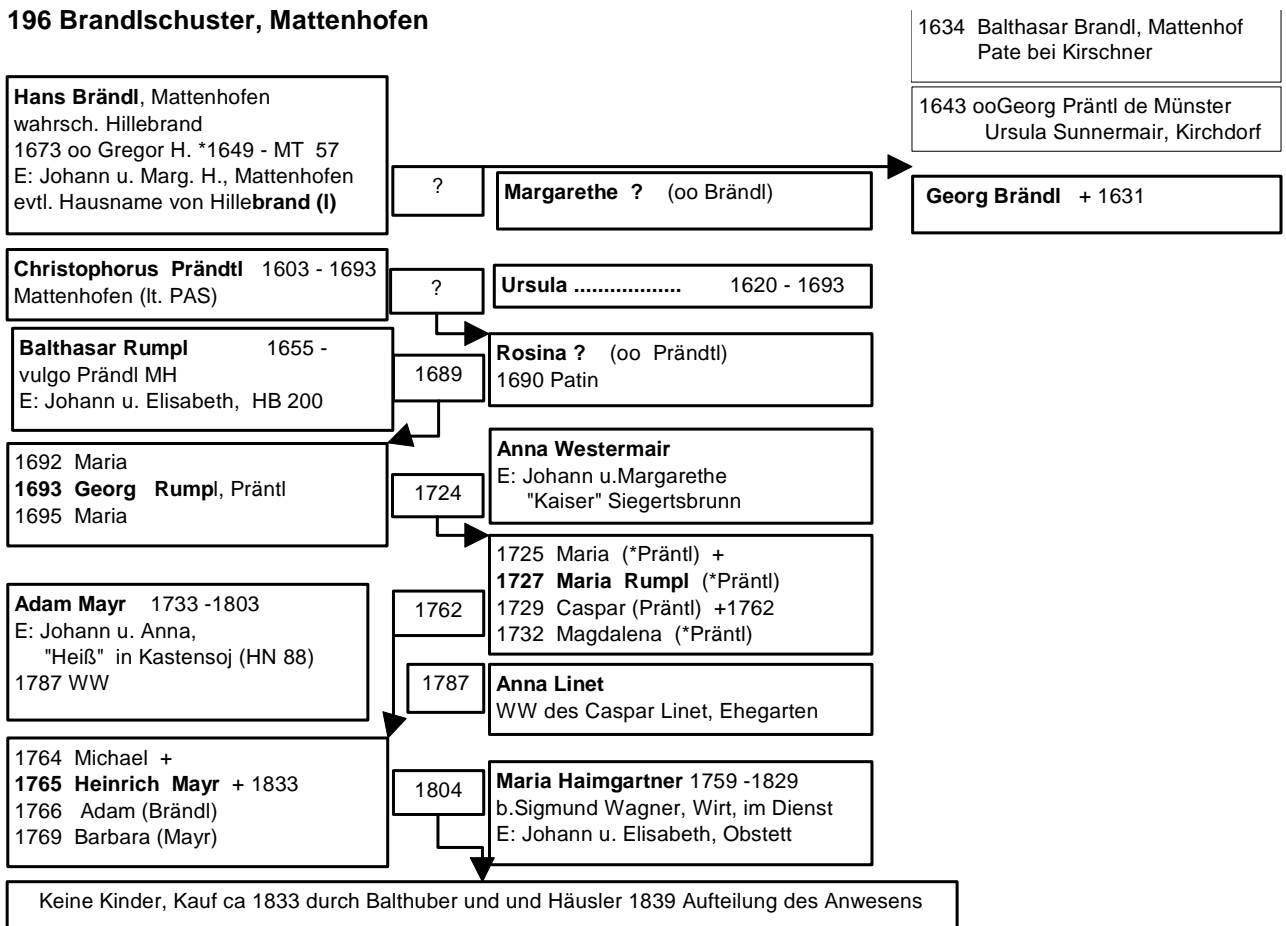 196 Brandlschuster, Mattenhofen
1634 Balthasar Brandl, Mattenhof
Pate bei Kirschner
1643 ooGeorg Präntl de Münster
Ursula Sunnermair, Kirchdorf
Hans Brändl, Mattenhofen
wahrsch. Hillebrand
1673 oo Gregor H. *1649 - MT 57
E: Johann u. Marg. H., Mattenhofen
evtl. Hausname von Hillebrand (l)
?
Margarethe ? (oo Brändl)
Georg Brändl + 1631
Christophorus Prändtl 1603 - 1693
Mattenhofen (lt. PAS)
?
Ursula .................. 1620 - 1693
Balthasar Rumpl 1655 -
vulgo Prändl MH
E: Johann u. Elisabeth, HB 200
1689
Rosina ? (oo Prändtl)
1690 Patin
1692 Maria
1693 Georg Rumpl, Präntl
1695 Maria
1724
Anna Westermair
E: Johann u.Margarethe
"Kaiser" Siegertsbrunn
1725 Maria (*Präntl) +
1727 Maria Rumpl (*Präntl)
1729 Caspar (Präntl) +1762
1732 Magdalena (*Präntl)
Adam Mayr 1733 -1803
E: Johann u. Anna,
"Heiß" in Kastensoj (HN 88)
1787 WW
1762
1787
Anna Linet
WW des Caspar Linet, Ehegarten
1764 Michael +
1765 Heinrich Mayr + 1833
1766 Adam (Brändl)
1769 Barbara (Mayr)
1804
Maria Haimgartner 1759 -1829
b.Sigmund Wagner, Wirt, im Dienst
E: Johann u. Elisabeth, Obstett
Keine Kinder, Kauf ca 1833 durch Balthuber und und Häusler 1839 Aufteilung des Anwesens